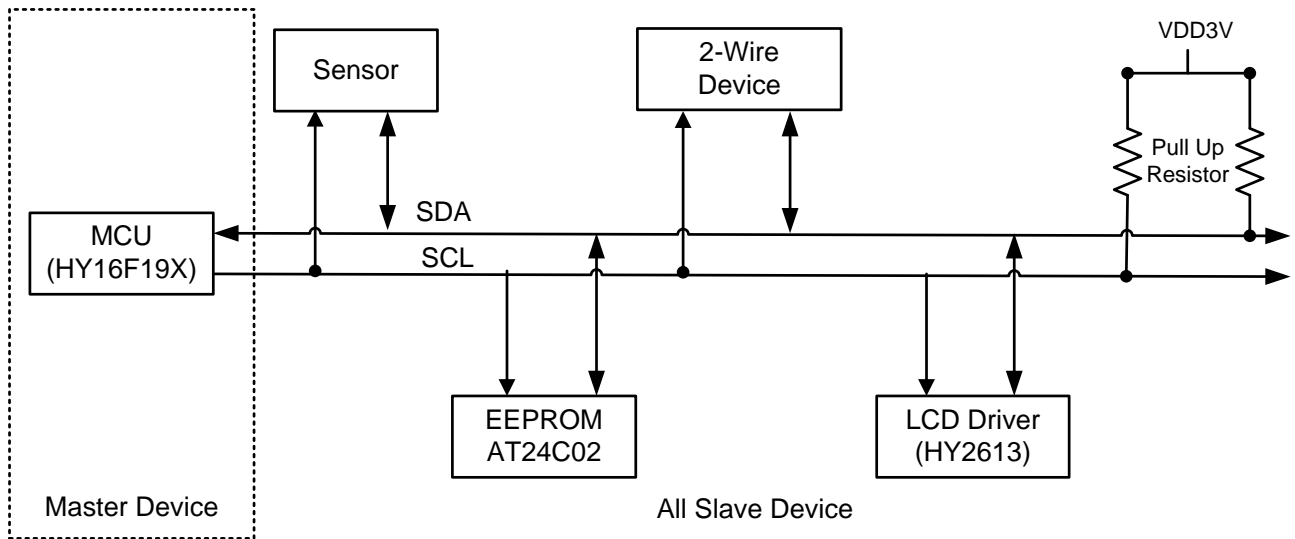 VDD3V
Sensor
2-Wire
Device
Pull Up
Resistor
SDA
MCU
(HY16F19X)
SCL
EEPROM
AT24C02
LCD Driver
(HY2613)
Master Device
All Slave Device